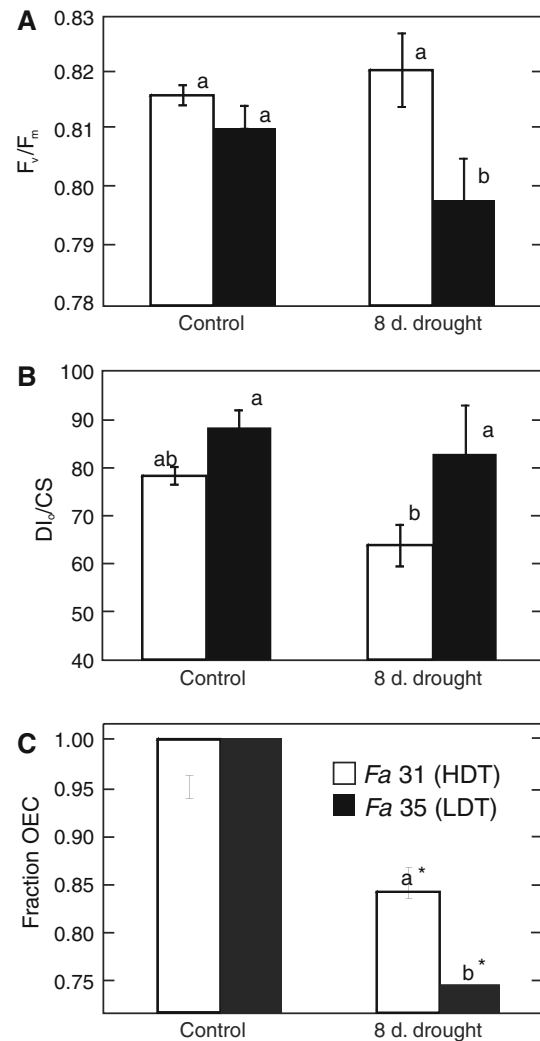 A
0.83
0.82
0.81
0.80
0.79
0.78
Fv/Fm
a
a
a
b
Control
8 d. drought
B
100
90
80
70
60
50
40
DIo/CS
ab
a
b
a
Control
8 d. drought
C
1.00
0.95
0.90
0.85
0.80
0.75
Fraction OEC
Fa 31 (HDT)
Fa 35 (LDT)
a*
b*
Control
8 d. drought